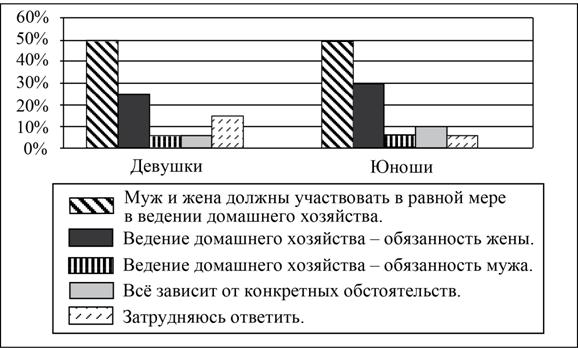 60%
50%
40%
30%
20%
10%
0%
Девушки
Юноши
Муж и жена должны участвовать в равной мере
в ведении домашнего хозяйства.
Ведение домашнего хозяйства – обязанность жены.
Ведение домашнего хозяйства – обязанность мужа.
Всё зависит от конкретных обстоятельств.
Затрудняюсь ответить.